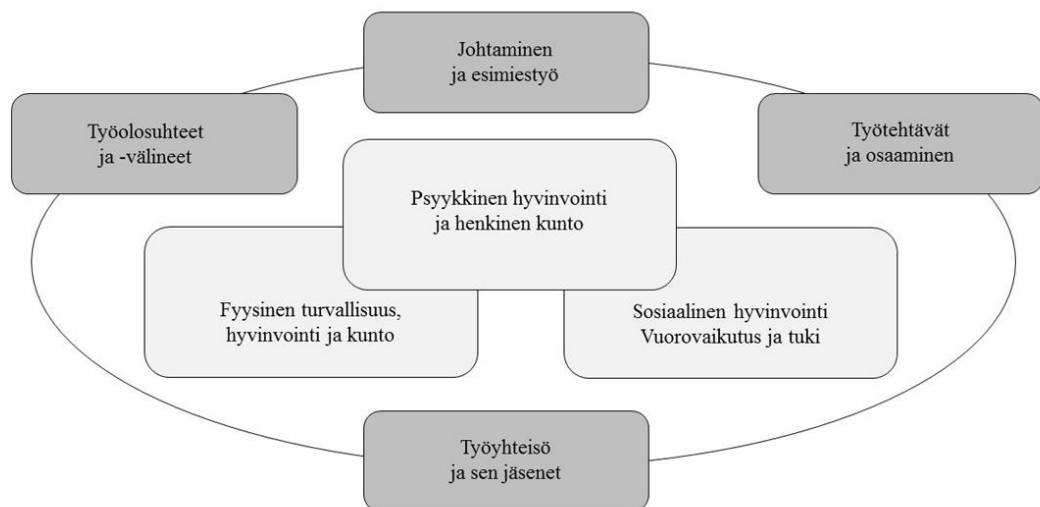 Johtaminen
ja esimiestyö
Työolosuhteet
ja -välineet
Työtehtävät
ja osaaminen
Psyykkinen hyvinvointi
ja henkinen kunto
Fyysinen turvallisuus,
hyvinvointi ja kunto
Sosiaalinen hyvinvointi
Vuorovaikutus ja tuki
Työyhteisö
ja sen jäsenet